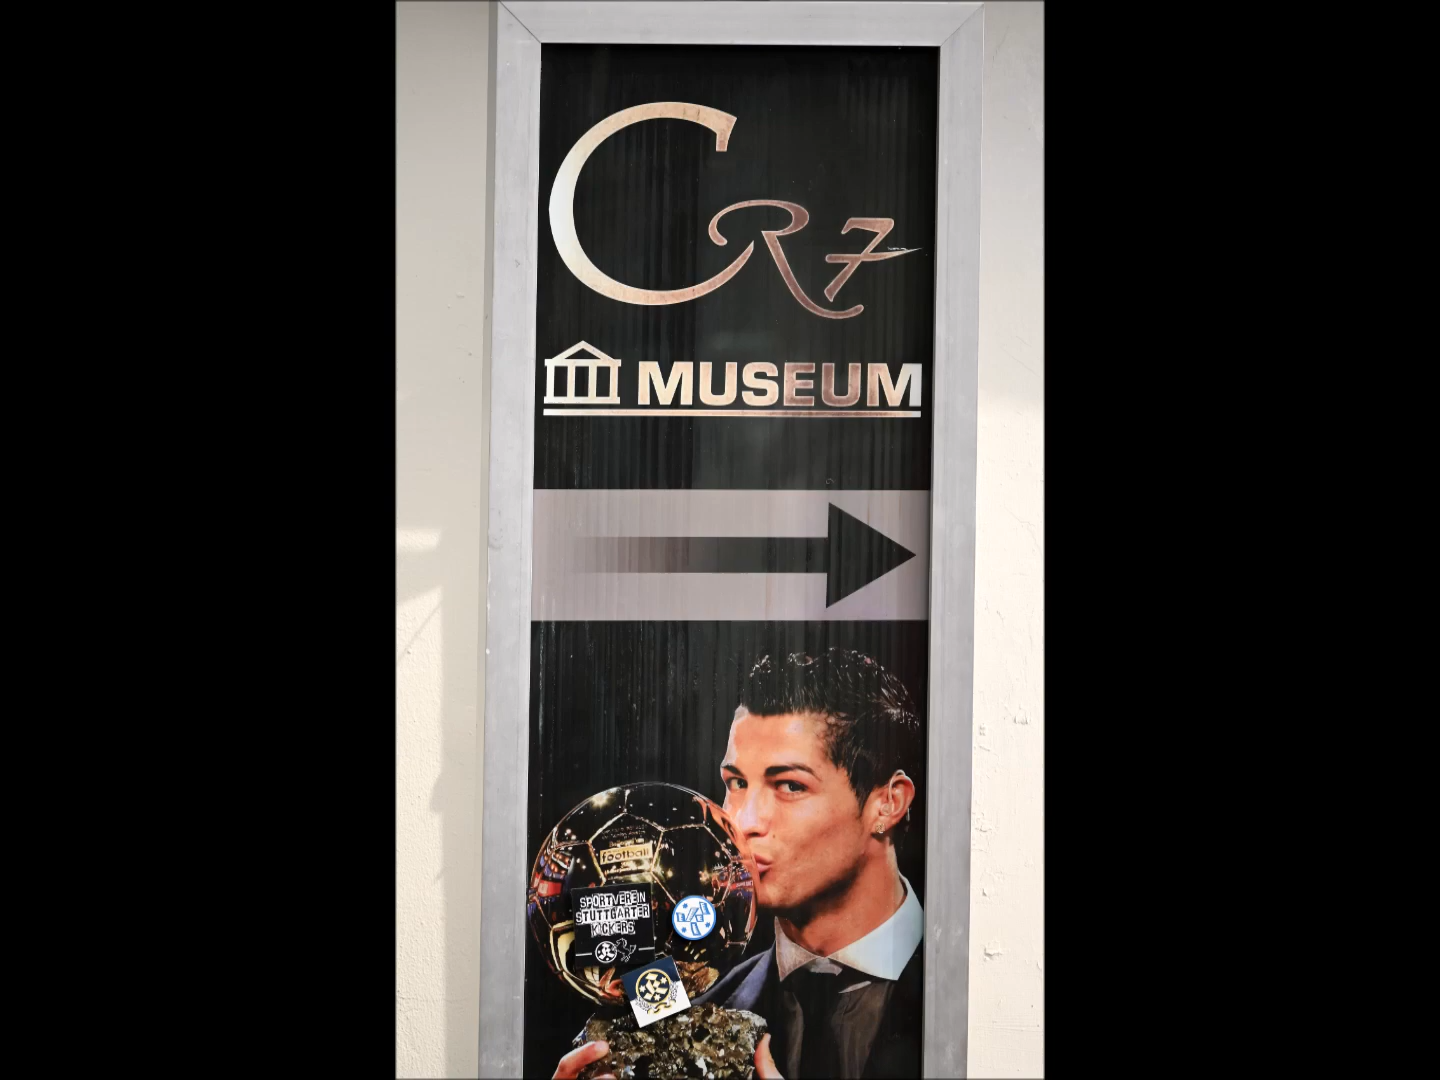 CR7
MUSEUM
football
SPORTVEREIN
STUTTGARTER
KICKERS